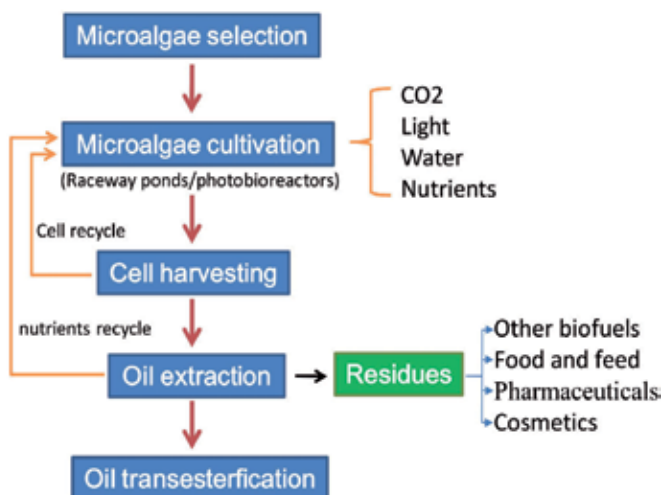 Microalgae selection
Microalgae cultivation
(Raceway ponds/photobioreactors)
CO2
Light
Water
Nutrients
Cell recycle
Cell harvesting
nutrients recycle
Oil extraction
Residues
Other biofuels
Food and feed
Pharmaceuticals
Cosmetics
Oil transesterfication